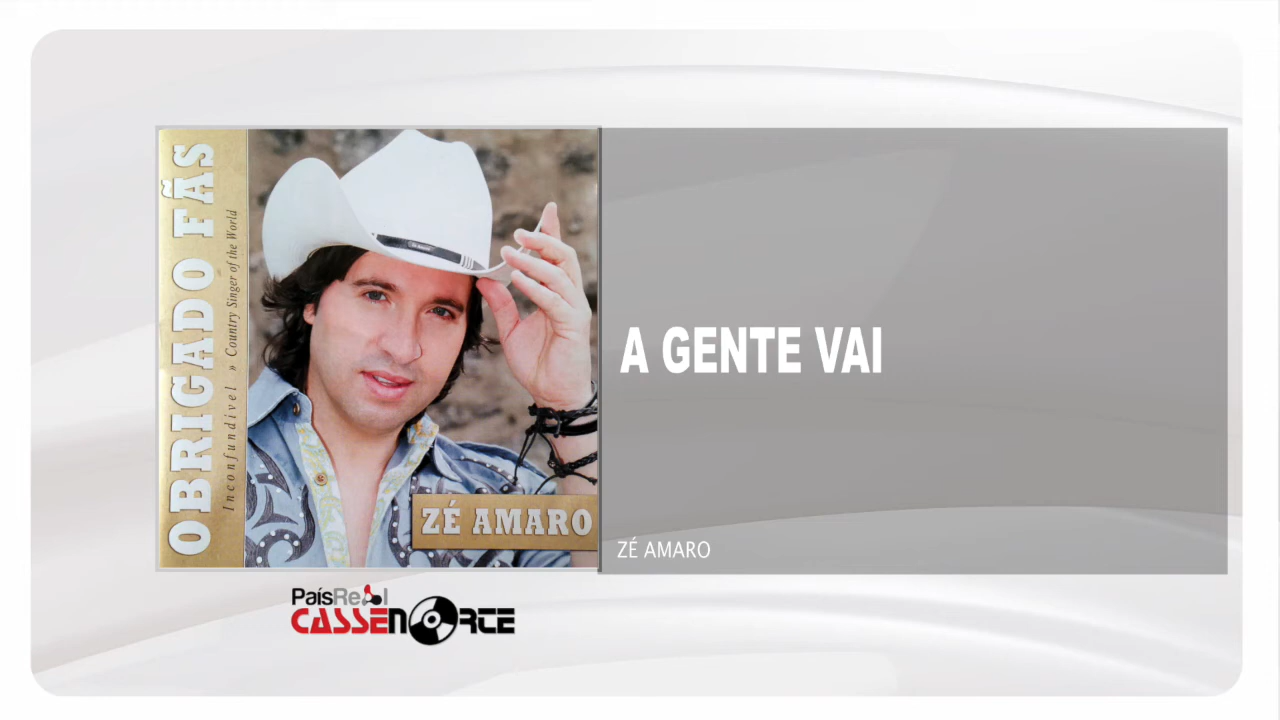 OBRIGADO FÃS
Inconfundível » Country Singer of the World
ZÉ AMARO
A GENTE VAI
ZÉ AMARO
PaísReal
CASSENORTE